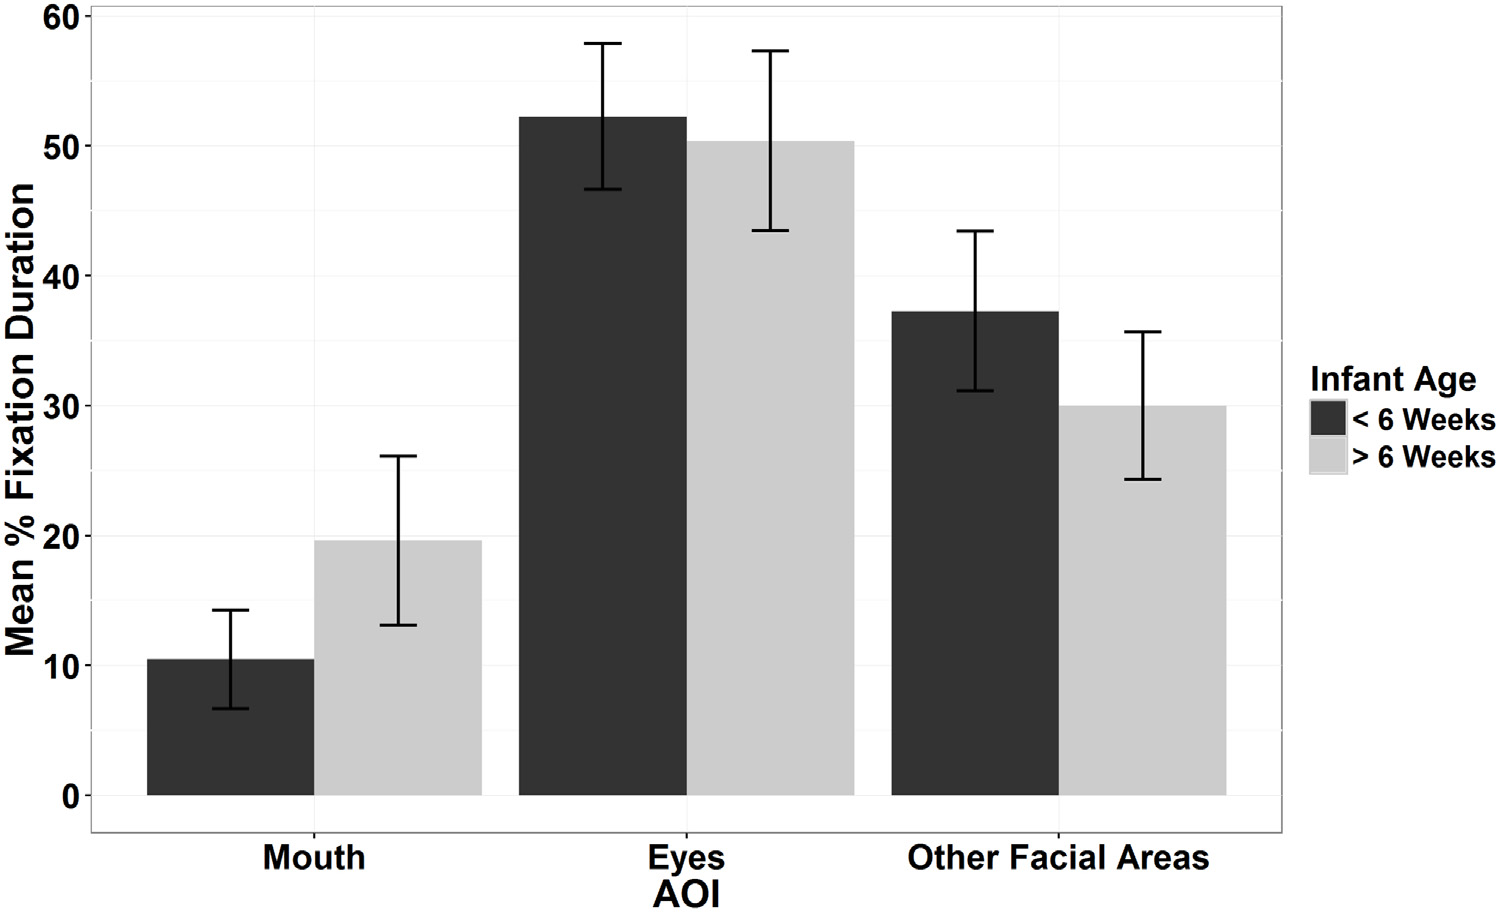 60
50
40
30
20
10
0
Mean % Fixation Duration
Mouth
Eyes
Other Facial Areas
AOI
Infant Age
< 6 Weeks
> 6 Weeks